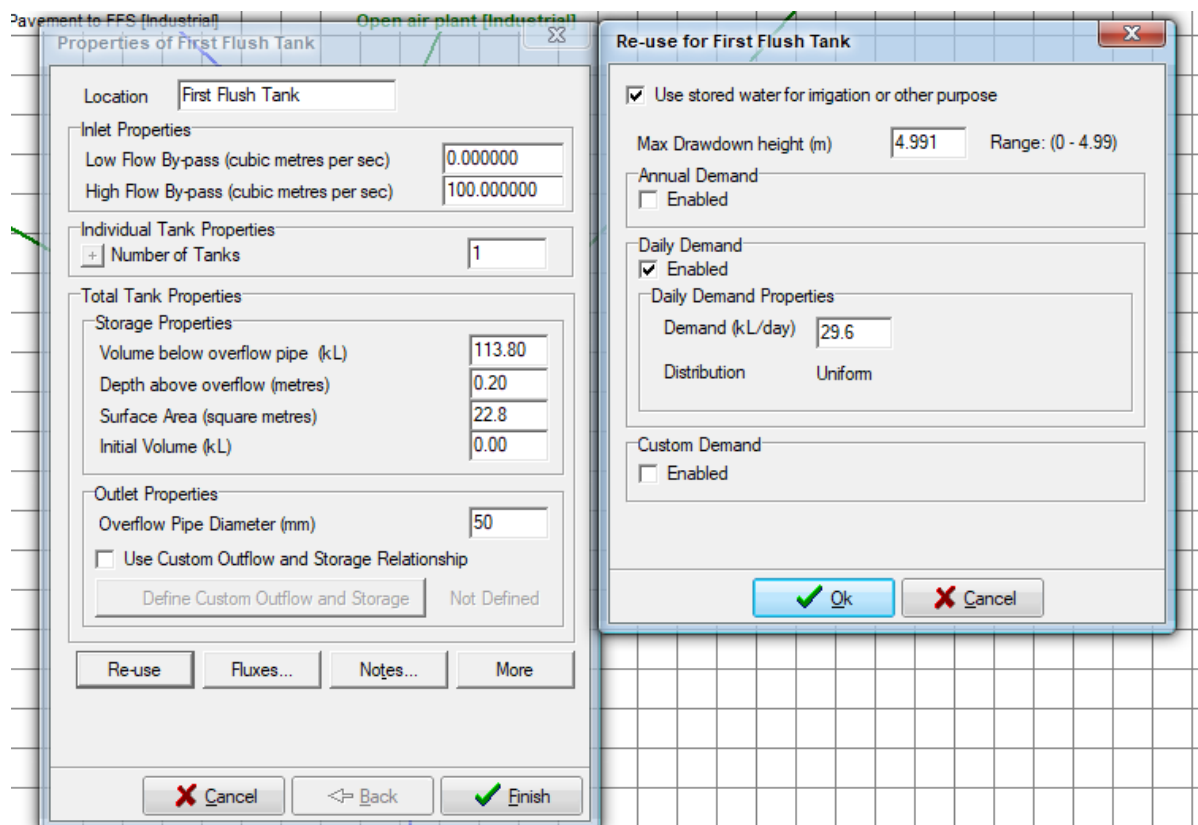 Pavement to FFS [Industrial]
Open air plant [Industrial]
Properties of First Flush Tank
Location First Flush Tank
Inlet Properties
Low Flow By-pass (cubic metres per sec) 0.000000
High Flow By-pass (cubic metres per sec) 100.000000
Individual Tank Properties
+ Number of Tanks 1
Total Tank Properties
Storage Properties
Volume below overflow pipe (kL) 113.80
Depth above overflow (metres) 0.20
Surface Area (square metres) 22.8
Initial Volume (kL) 0.00
Outlet Properties
Overflow Pipe Diameter (mm) 50
Use Custom Outflow and Storage Relationship
Define Custom Outflow and Storage Not Defined
Re-use Fluxes... Notes... More
Cancel Back Finish
Re-use for First Flush Tank
Use stored water for irrigation or other purpose
Max Drawdown height (m) 4.991 Range: (0 - 4.99)
Annual Demand
Enabled
Daily Demand
Enabled
Daily Demand Properties
Demand (kL/day) 29.6
Distribution Uniform
Custom Demand
Enabled
Ok Cancel